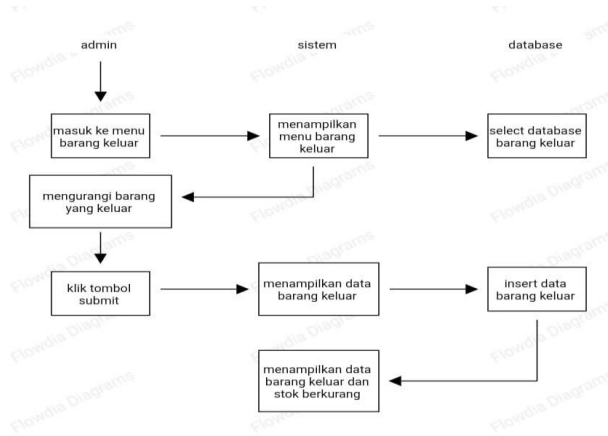 admin
sistem
database
masuk ke menu
barang keluar
menampilkan
menu barang
keluar
select database
barang keluar
mengurangi barang
yang keluar
klik tombol
submit
menampilkan data
barang keluar
insert data
barang keluar
menampilkan data
barang keluar dan
stok berkurang
Flowdia Diagrams